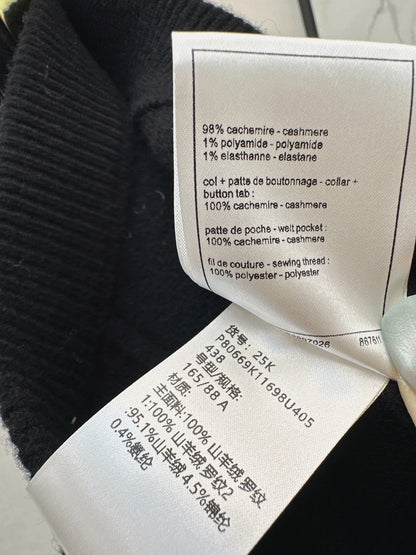 98% cachemire - cashmere
1% polyamide - polyamide
1% elasthanne - elastane
col + patte de boutonnage - collar +
button tab :
100% cachemire - cashmere
patte de poche - welt pocket :
100% cachemire - cashmere
fil de couture - sewing thread :
100% polyester - polyester
867811
货号: 25K
P80669K11698U405
438
号型/规格:
165/88 A
材质:
主面料:100% 山羊绒 罗纹
1:100% 山羊绒 罗纹2
:95.1%山羊绒 4.5%锦纶
0.4%氨纶